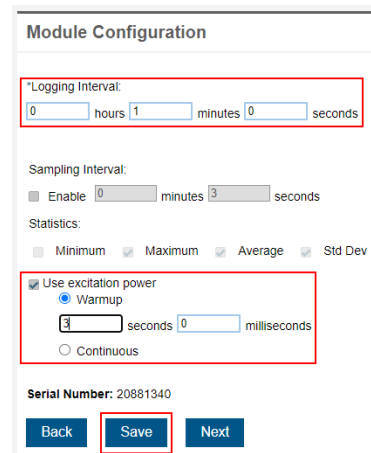 Module Configuration
*Logging Interval:
0 hours 1 minutes 0 seconds
Sampling Interval:
Enable 0 minutes 3 seconds
Statistics:
Minimum Maximum Average Std Dev
Use excitation power
Warmup
3 seconds 0 milliseconds
Continuous
Serial Number: 20881340
Back Save Next